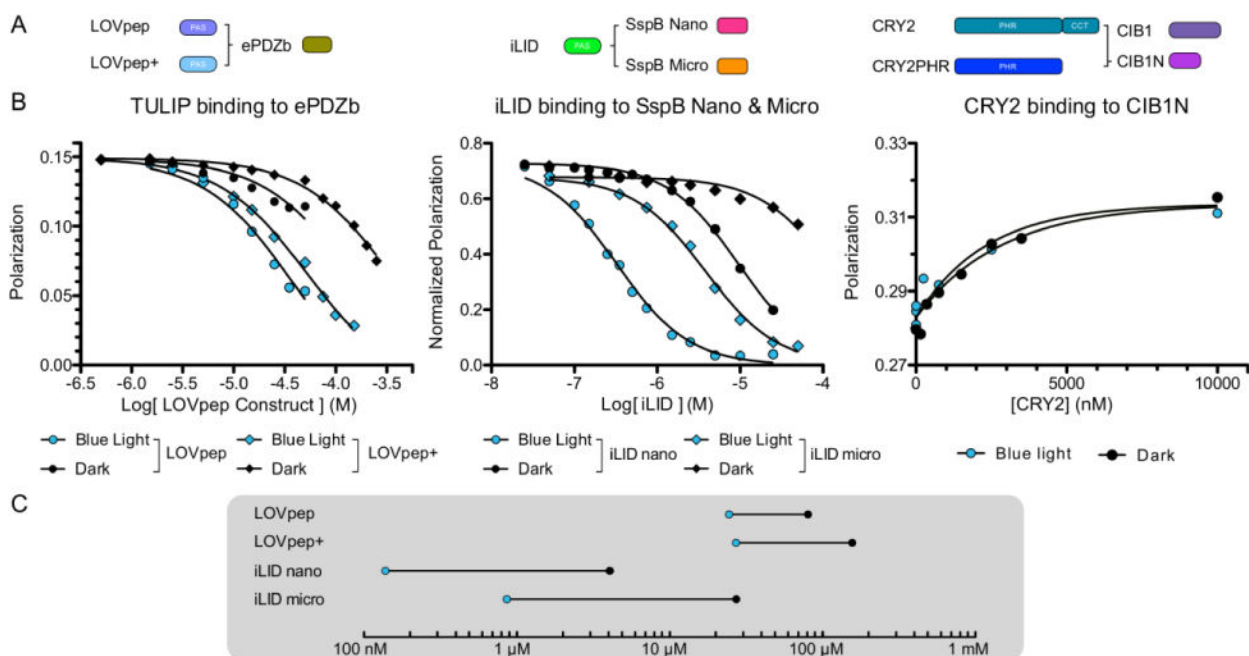 A
LOVpep PAS
LOVpep+ PAS
ePDZb
iLID PAS
SspB Nano
SspB Micro
CRY2 PHR CCT
CRY2PHR PHR
CIB1
CIB1N
B
TULIP binding to ePDZb
Polarization
0.15
0.10
0.05
0.00
-6.5 -6.0 -5.5 -5.0 -4.5 -4.0 -3.5 -3.0
Log[ LOVpep Construct ] (M)
Blue Light
Dark
LOVpep
Blue Light
Dark
LOVpep+
iLID binding to SspB Nano & Micro
Normalized Polarization
0.8
0.6
0.4
0.2
0.0
-8 -7 -6 -5 -4
Log[ iLID ] (M)
Blue Light
Dark
iLID nano
Blue Light
Dark
iLID micro
CRY2 binding to CIB1N
Polarization
0.33
0.31
0.29
0.27
0 5000 10000
[CRY2] (nM)
Blue light Dark
C
LOVpep
LOVpep+
iLID nano
iLID micro
100 nM 1 µM 10 µM 100 µM 1 mM